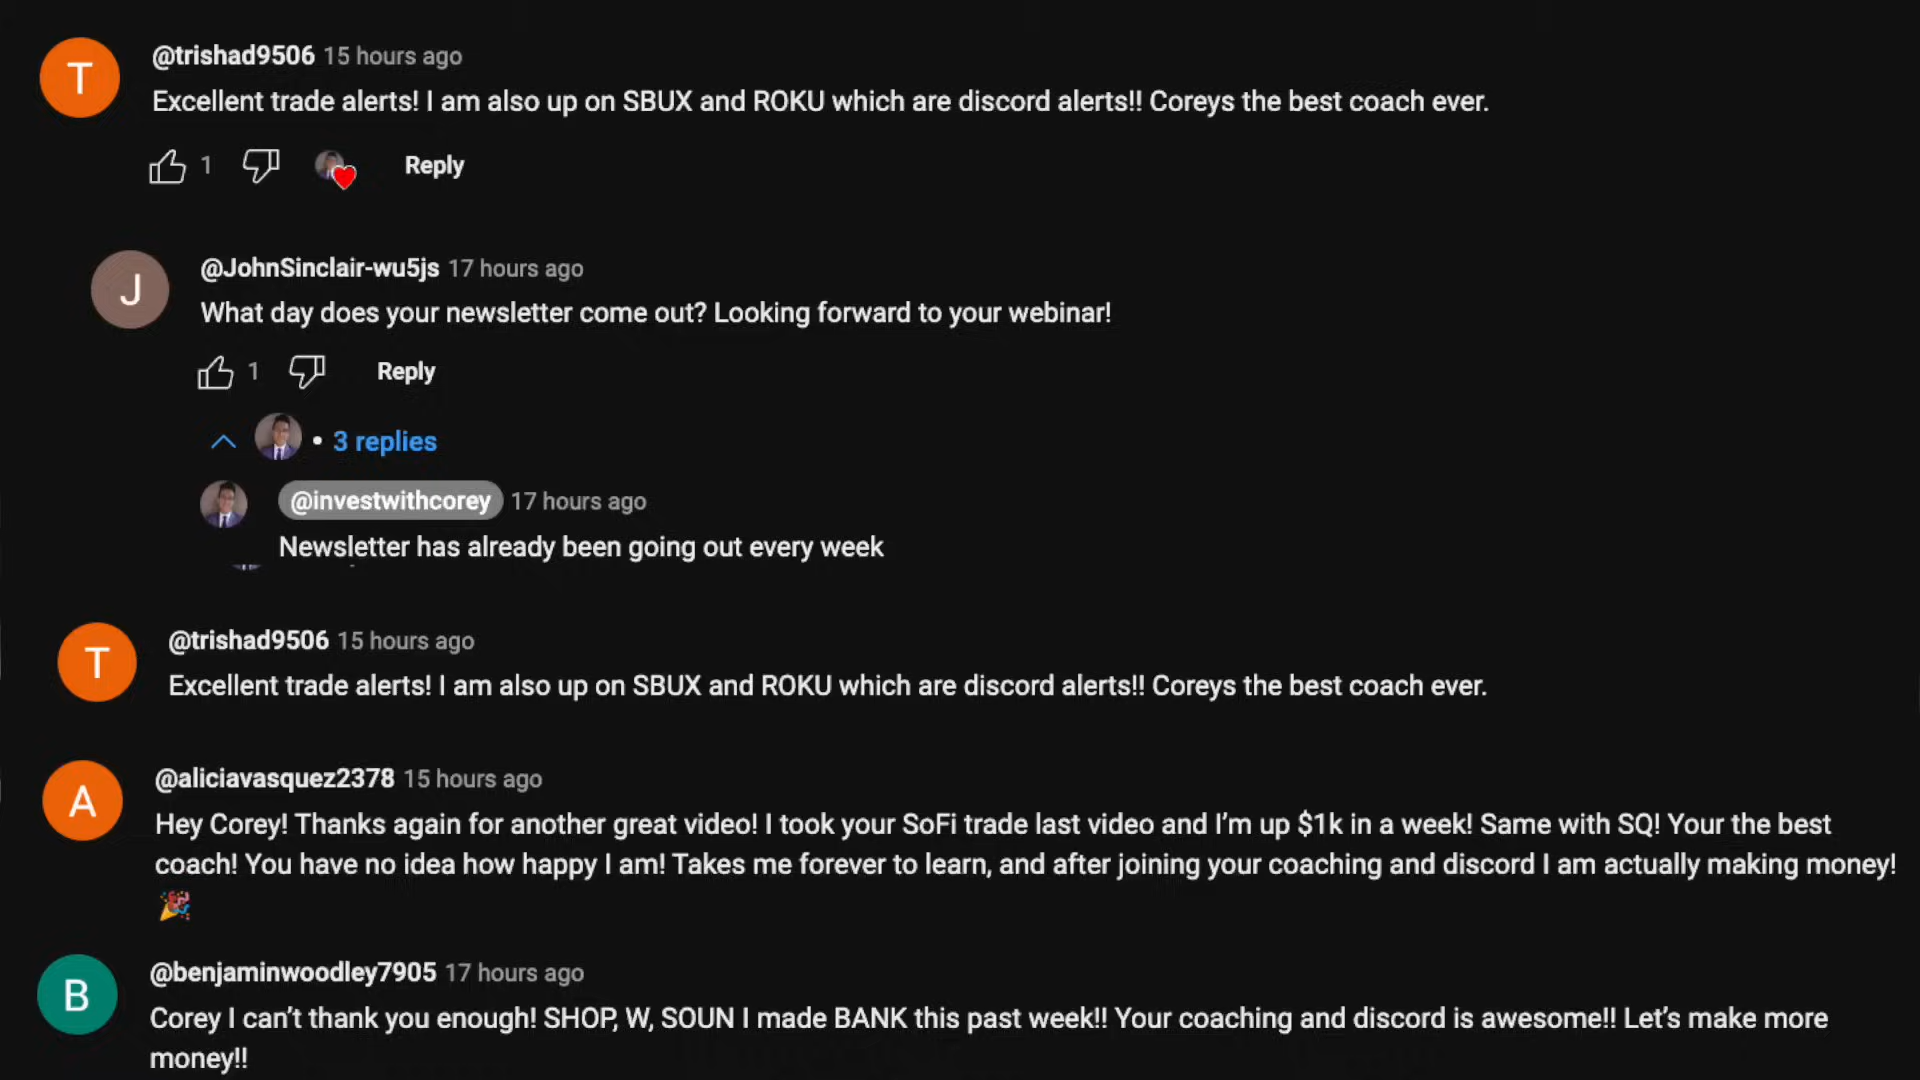 T
@trishad9506 15 hours ago
Excellent trade alerts! I am also up on SBUX and ROKU which are discord alerts!! Coreys the best coach ever.
1 Reply
J
@JohnSinclair-wu5js 17 hours ago
What day does your newsletter come out? Looking forward to your webinar!
1 Reply
• 3 replies
@investwithcorey 17 hours ago
Newsletter has already been going out every week
T
@trishad9506 15 hours ago
Excellent trade alerts! I am also up on SBUX and ROKU which are discord alerts!! Coreys the best coach ever.
A
@aliciavasquez2378 15 hours ago
Hey Corey! Thanks again for another great video! I took your SoFi trade last video and I’m up $1k in a week! Same with SQ! Your the best
coach! You have no idea how happy I am! Takes me forever to learn, and after joining your coaching and discord I am actually making money!
🎉
B
@benjaminwoodley7905 17 hours ago
Corey I can’t thank you enough! SHOP, W, SOUN I made BANK this past week!! Your coaching and discord is awesome!! Let’s make more
money!!